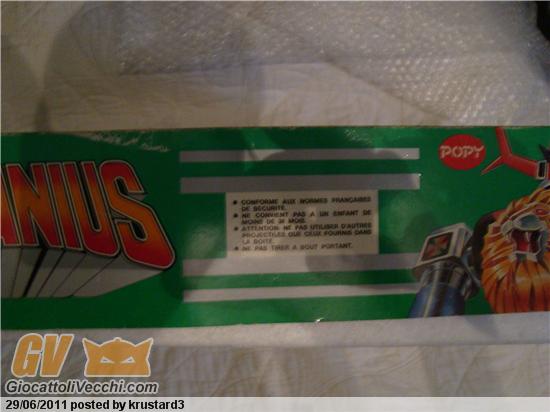 ANIUS
POPY
● CONFORME AUX NORMES FRANÇAISES
DE SECURITE.
● NE CONVIENT PAS A UN ENFANT DE
MOINS DE 36 MOIS.
● ATTENTION: NE PAS UTILISER D'AUTRES
PROJECTILES QUE CEUX FOURNIS DANS
LA BOITE.
● NE PAS TIRER A BOUT PORTANT.
GV
GiocattoliVecchi.com
29/06/2011 posted by krustard3